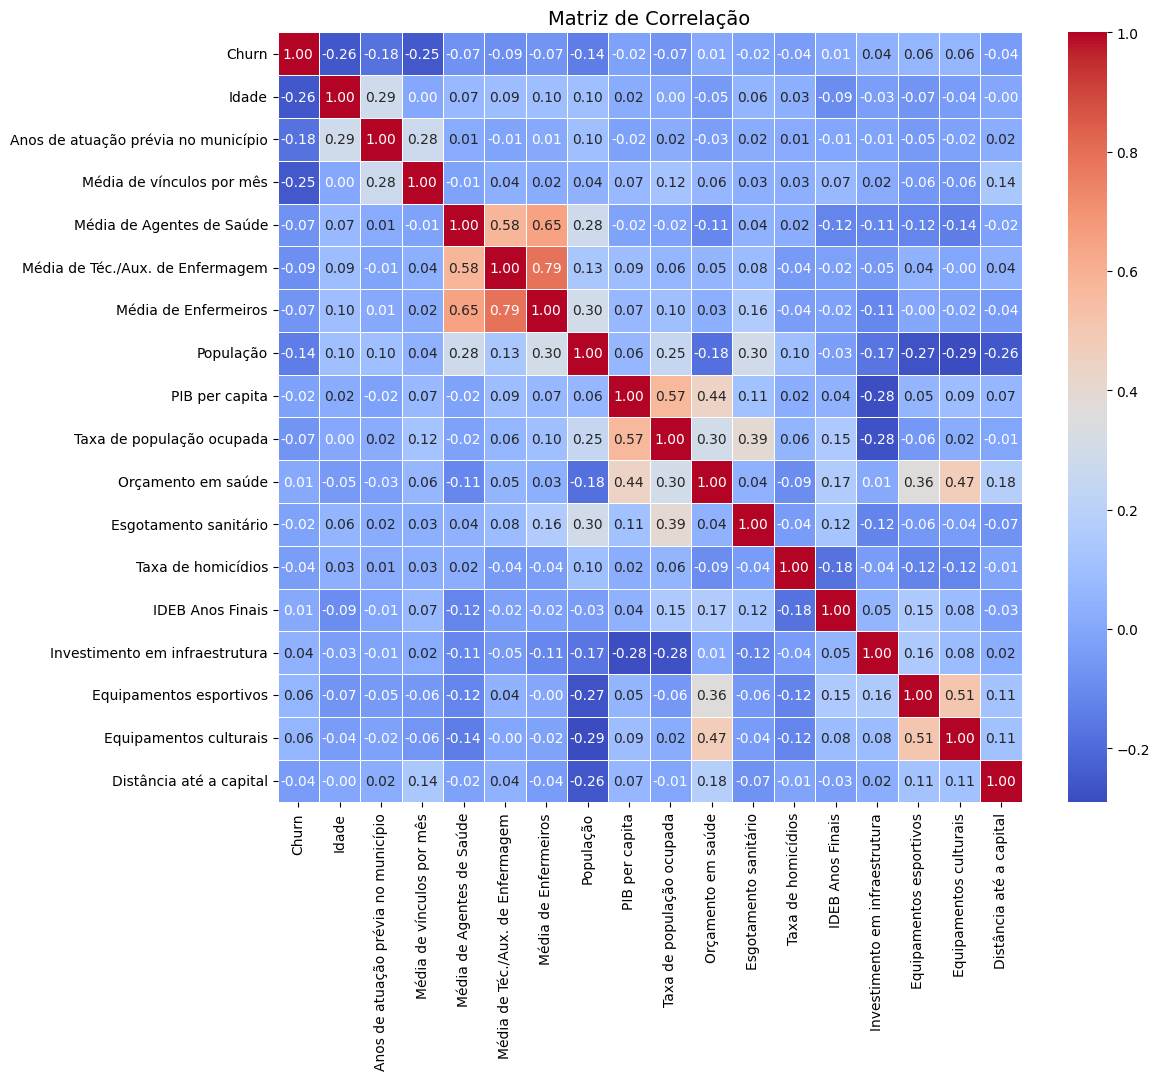 Matriz de Correlação
Churn 1.00 -0.26 -0.18 -0.25 -0.07 -0.09 -0.07 -0.14 -0.02 -0.07 0.01 -0.02 -0.04 0.01 0.04 0.06 0.06 -0.04
Idade -0.26 1.00 0.29 0.00 0.07 0.09 0.10 0.10 0.02 0.00 -0.05 0.06 0.03 -0.09 -0.03 -0.07 -0.04 -0.00
Anos de atuação prévia no município -0.18 0.29 1.00 0.28 0.01 -0.01 0.01 0.10 -0.02 0.02 -0.03 0.02 0.01 -0.01 -0.01 -0.05 -0.02 0.02
Média de vínculos por mês -0.25 0.00 0.28 1.00 -0.01 0.04 0.02 0.04 0.07 0.12 0.06 0.03 0.03 0.07 0.02 -0.06 -0.06 0.14
Média de Agentes de Saúde -0.07 0.07 0.01 -0.01 1.00 0.58 0.65 0.28 -0.02 -0.02 -0.11 0.04 0.02 -0.12 -0.11 -0.12 -0.14 -0.02
Média de Téc./Aux. de Enfermagem -0.09 0.09 -0.01 0.04 0.58 1.00 0.79 0.13 0.09 0.06 0.05 0.08 -0.04 -0.02 -0.05 0.04 -0.00 0.04
Média de Enfermeiros -0.07 0.10 0.01 0.02 0.65 0.79 1.00 0.30 0.07 0.10 0.03 0.16 -0.04 -0.02 -0.11 -0.00 -0.02 -0.04
População -0.14 0.10 0.10 0.04 0.28 0.13 0.30 1.00 0.06 0.25 -0.18 0.30 0.10 -0.03 -0.17 -0.27 -0.29 -0.26
PIB per capita -0.02 0.02 -0.02 0.07 -0.02 0.09 0.07 0.06 1.00 0.57 0.44 0.11 0.02 0.04 -0.28 0.05 0.09 0.07
Taxa de população ocupada -0.07 0.00 0.02 0.12 -0.02 0.06 0.10 0.25 0.57 1.00 0.30 0.39 0.06 0.15 -0.28 -0.06 0.02 -0.01
Orçamento em saúde 0.01 -0.05 -0.03 0.06 -0.11 0.05 0.03 -0.18 0.44 0.30 1.00 0.04 -0.09 0.17 0.01 0.36 0.47 0.18
Esgotamento sanitário -0.02 0.06 0.02 0.03 0.04 0.08 0.16 0.30 0.11 0.39 0.04 1.00 -0.04 0.12 -0.12 -0.06 -0.04 -0.07
Taxa de homicídios -0.04 0.03 0.01 0.03 0.02 -0.04 -0.04 0.10 0.02 0.06 -0.09 -0.04 1.00 -0.18 -0.04 -0.12 -0.12 -0.01
IDEB Anos Finais 0.01 -0.09 -0.01 0.07 -0.12 -0.02 -0.02 -0.03 0.04 0.15 0.17 0.12 -0.18 1.00 0.05 0.15 0.08 -0.03
Investimento em infraestrutura 0.04 -0.03 -0.01 0.02 -0.11 -0.05 -0.11 -0.17 -0.28 -0.28 0.01 -0.12 -0.04 0.05 1.00 0.16 0.08 0.02
Equipamentos esportivos 0.06 -0.07 -0.05 -0.06 -0.12 0.04 -0.00 -0.27 0.05 -0.06 0.36 -0.06 -0.12 0.15 0.16 1.00 0.51 0.11
Equipamentos culturais 0.06 -0.04 -0.02 -0.06 -0.14 -0.00 -0.02 -0.29 0.09 0.02 0.47 -0.04 -0.12 0.08 0.08 0.51 1.00 0.11
Distância até a capital -0.04 -0.00 0.02 0.14 -0.02 0.04 -0.04 -0.26 0.07 -0.01 0.18 -0.07 -0.01 -0.03 0.02 0.11 0.11 1.00
Churn
Idade
Anos de atuação prévia no município
Média de vínculos por mês
Média de Agentes de Saúde
Média de Téc./Aux. de Enfermagem
Média de Enfermeiros
População
PIB per capita
Taxa de população ocupada
Orçamento em saúde
Esgotamento sanitário
Taxa de homicídios
IDEB Anos Finais
Investimento em infraestrutura
Equipamentos esportivos
Equipamentos culturais
Distância até a capital
1.0
0.8
0.6
0.4
0.2
0.0
−0.2